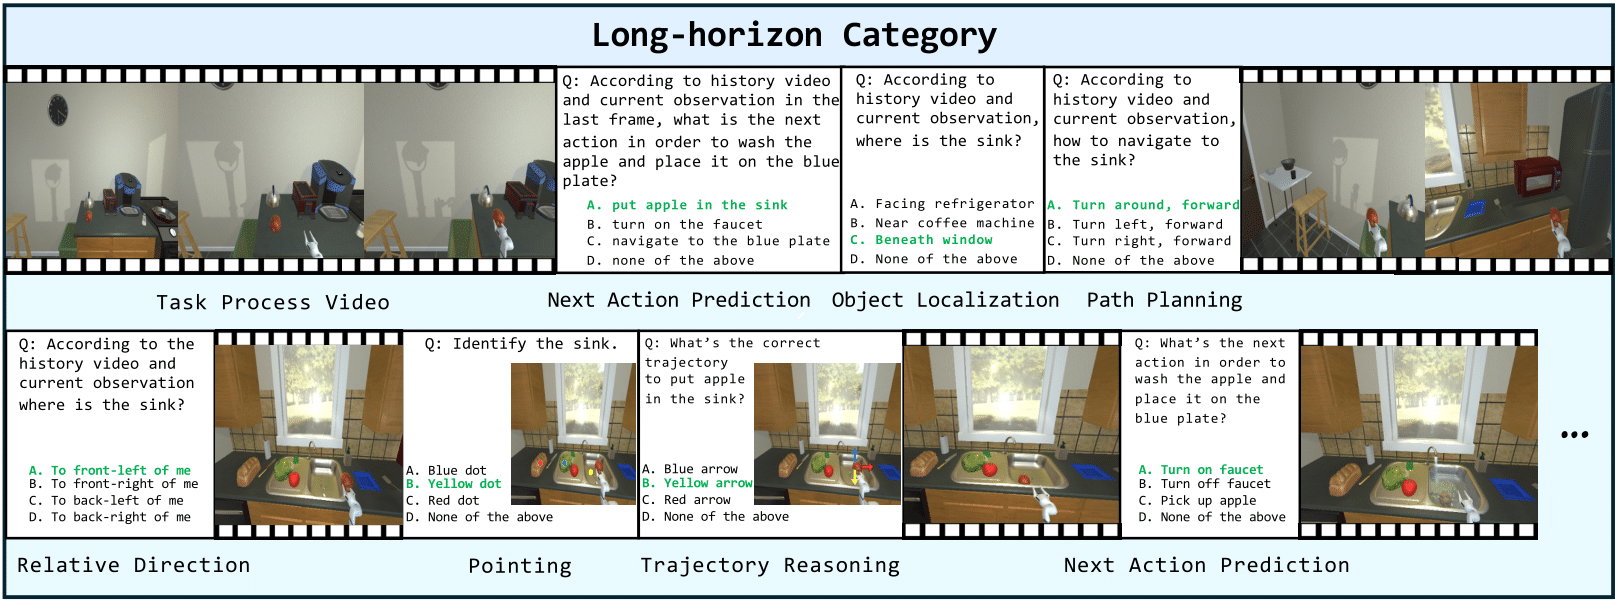 Long-horizon Category
Q: According to history video
and current observation in the
last frame, what is the next
action in order to wash the
apple and place it on the blue
plate?
A. put apple in the sink
B. turn on the faucet
C. navigate to the blue plate
D. none of the above
Q: According to
history video and
current observation,
where is the sink?
A. Facing refrigerator
B. Near coffee machine
C. Beneath window
D. None of the above
Q: According to
history video and
current observation,
how to navigate to
the sink?
A. Turn around, forward
B. Turn left, forward
C. Turn right, forward
D. None of the above
Task Process Video
Next Action Prediction
Object Localization
Path Planning
Q: According to the
history video and
current observation
where is the sink?
A. To front-left of me
B. To front-right of me
C. To back-left of me
D. To back-right of me
Q: Identify the sink.
A. Blue dot
B. Yellow dot
C. Red dot
D. None of the above
Q: What's the correct
trajectory
to put apple
in the sink?
A. Blue arrow
B. Yellow arrow
C. Red arrow
D. None of the above
Q: What's the next
action in order to
wash the apple and
place it on the
blue plate?
A. Turn on faucet
B. Turn off faucet
C. Pick up apple
D. None of the above
...
Relative Direction
Pointing
Trajectory Reasoning
Next Action Prediction